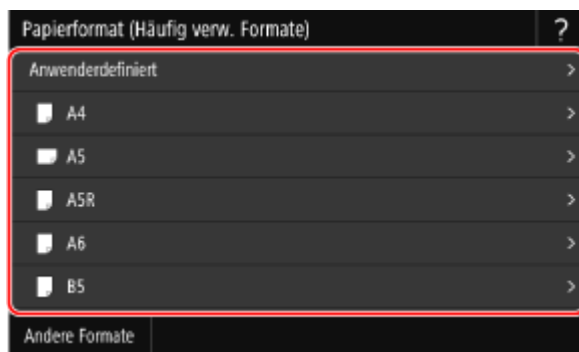 Papierformat (Häufig verw. Formate) ?
Anwenderdefiniert >
A4 >
A5 >
A5R >
A6 >
B5 >
Andere Formate